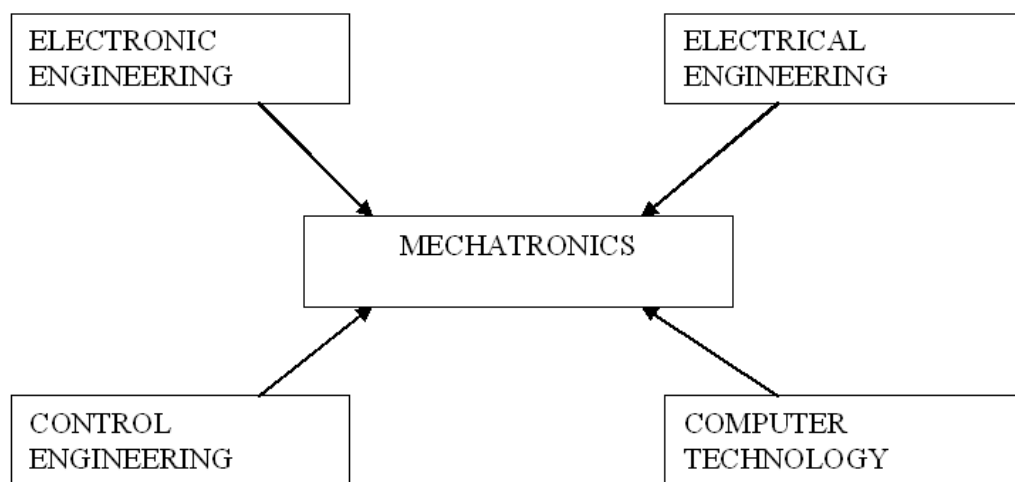 ELECTRONIC
ENGINEERING
ELECTRICAL
ENGINEERING
MECHATRONICS
CONTROL
ENGINEERING
COMPUTER
TECHNOLOGY